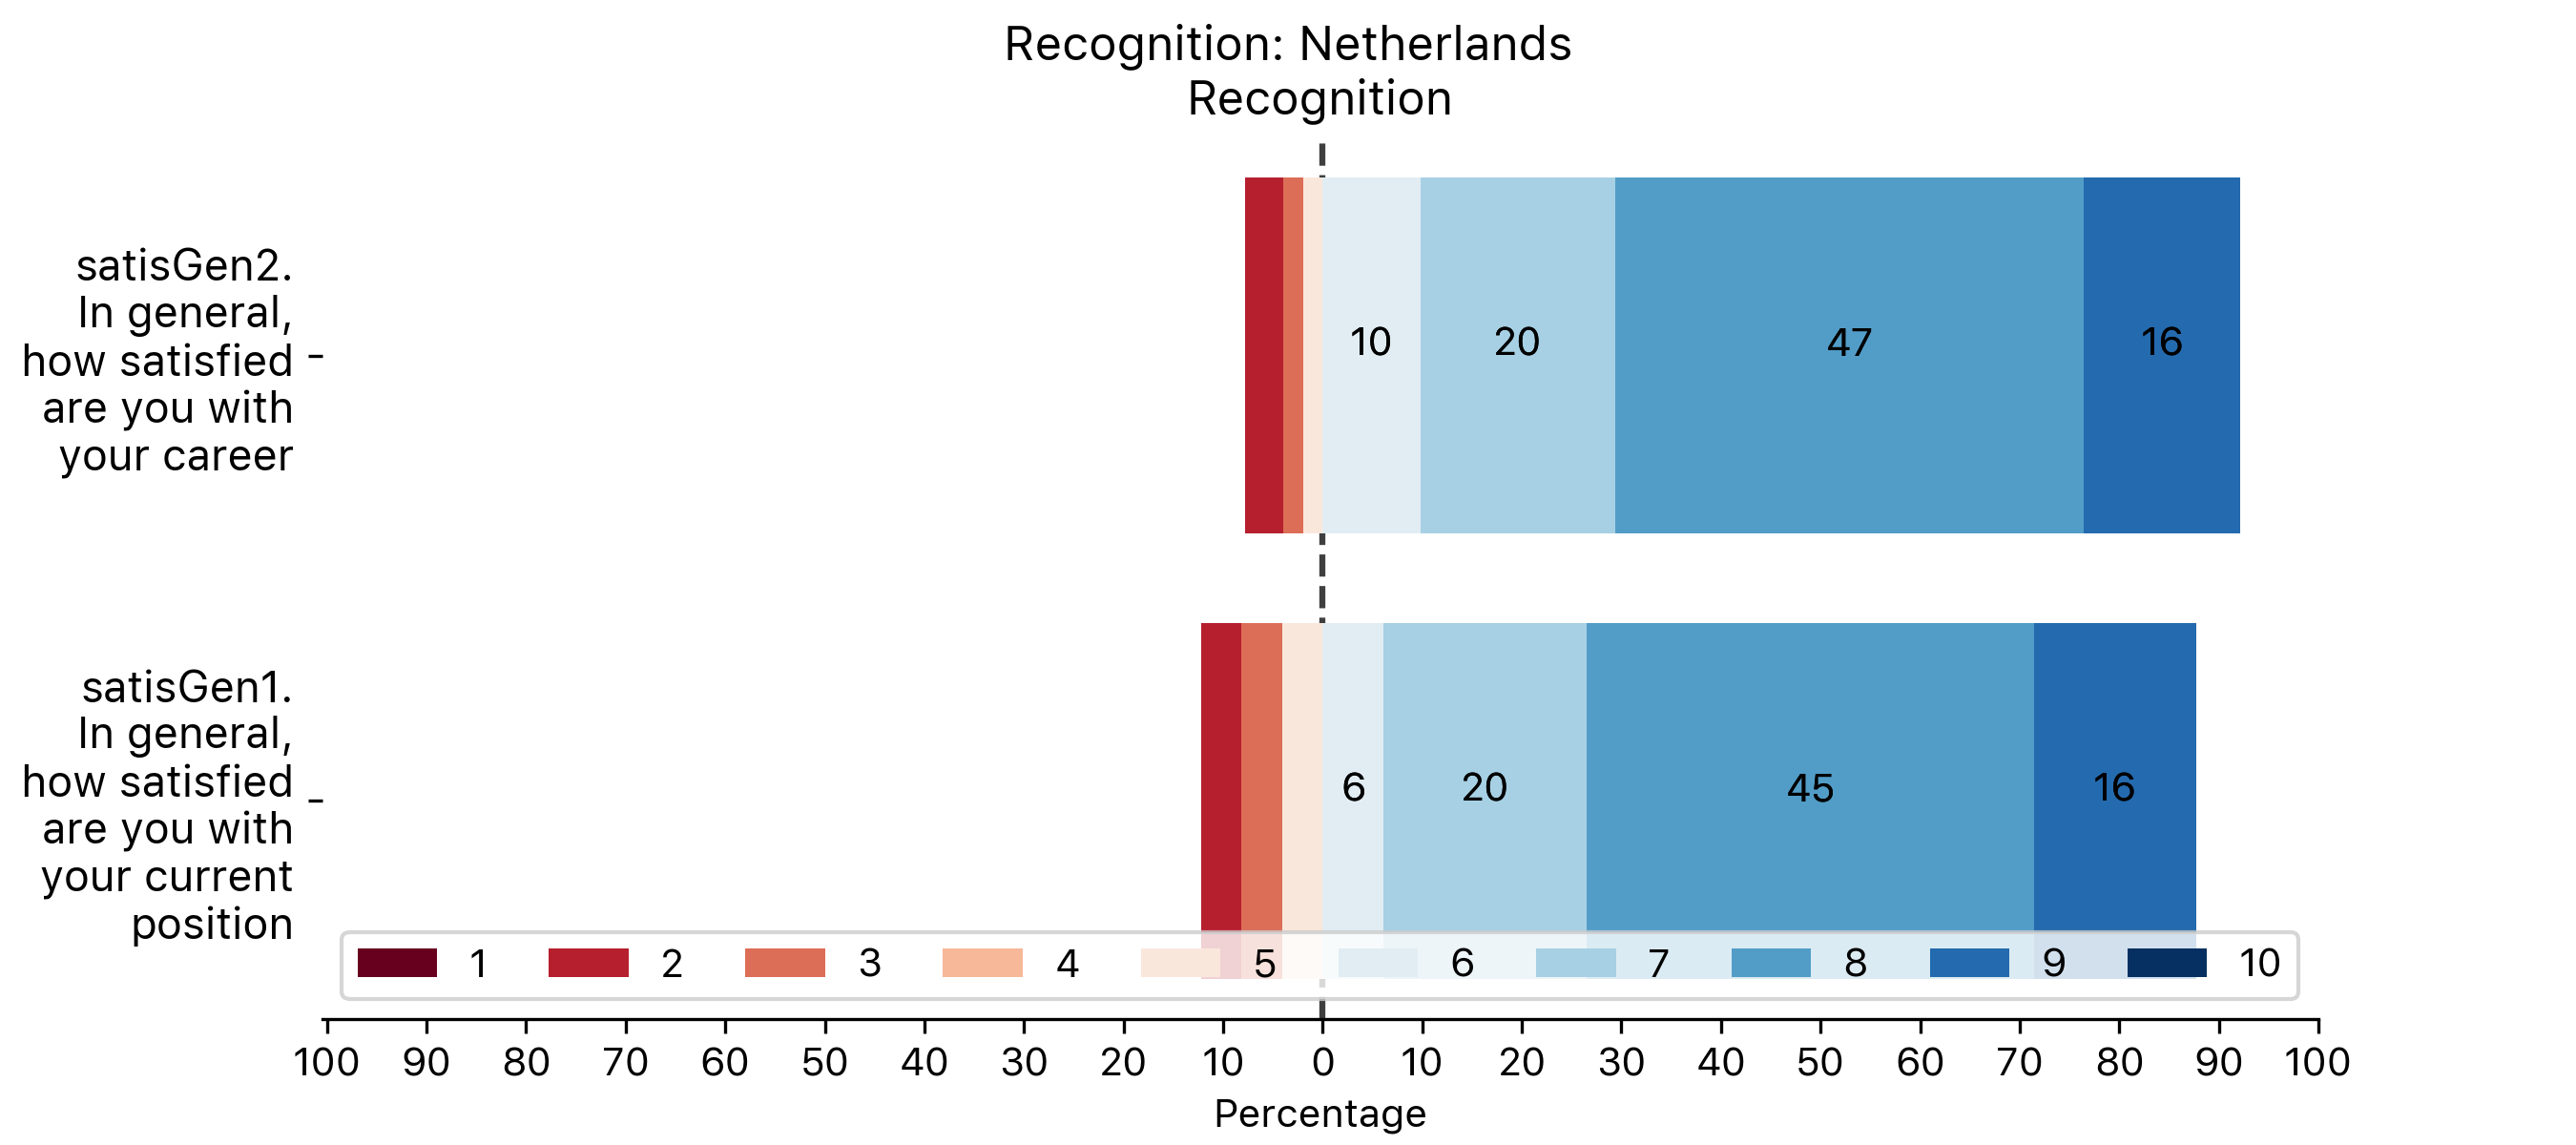 Recognition: Netherlands
Recognition
satisGen2.
In general,
how satisfied
are you with
your career
10 20 47 16
satisGen1.
In general,
how satisfied
are you with
your current
position
6 20 45 16
1 2 3 4 5 6 7 8 9 10
100 90 80 70 60 50 40 30 20 10 0 10 20 30 40 50 60 70 80 90 100
Percentage